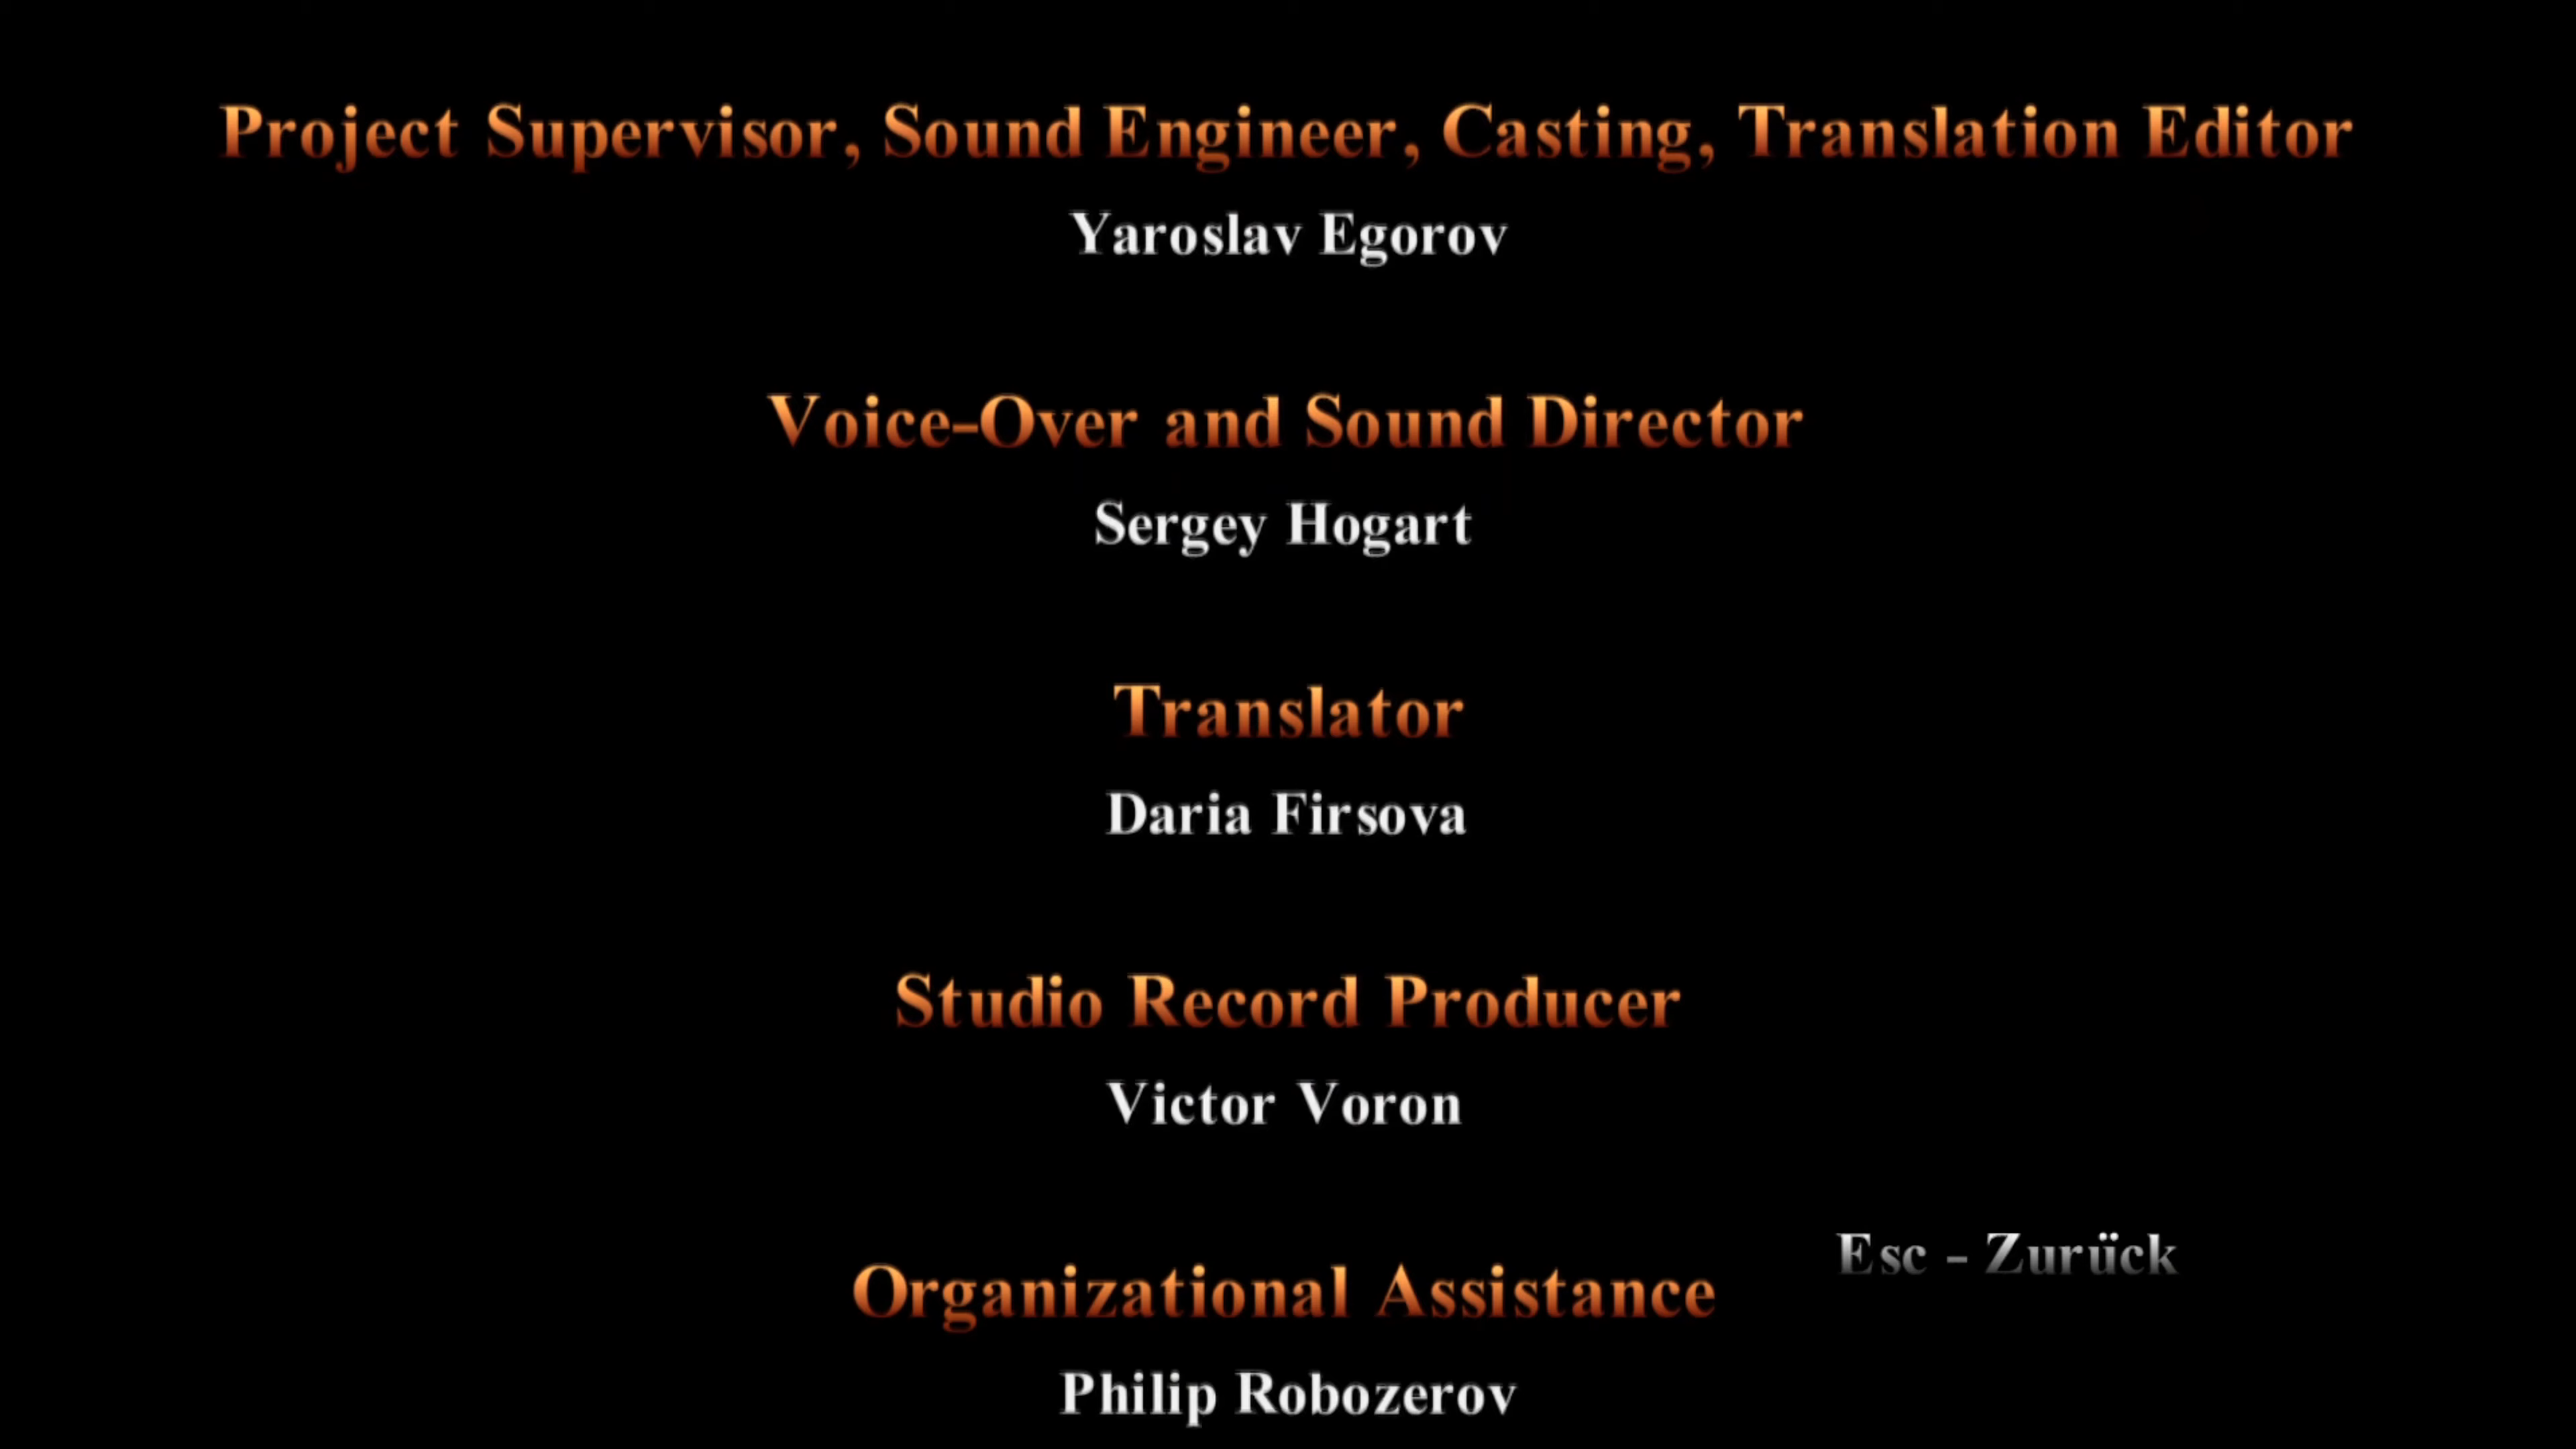 Project Supervisor, Sound Engineer, Casting, Translation Editor
Yaroslav Egorov
Voice-Over and Sound Director
Sergey Hogart
Translator
Daria Firsova
Studio Record Producer
Victor Voron
Esc - Zurück
Organizational Assistance
Philip Robozerov